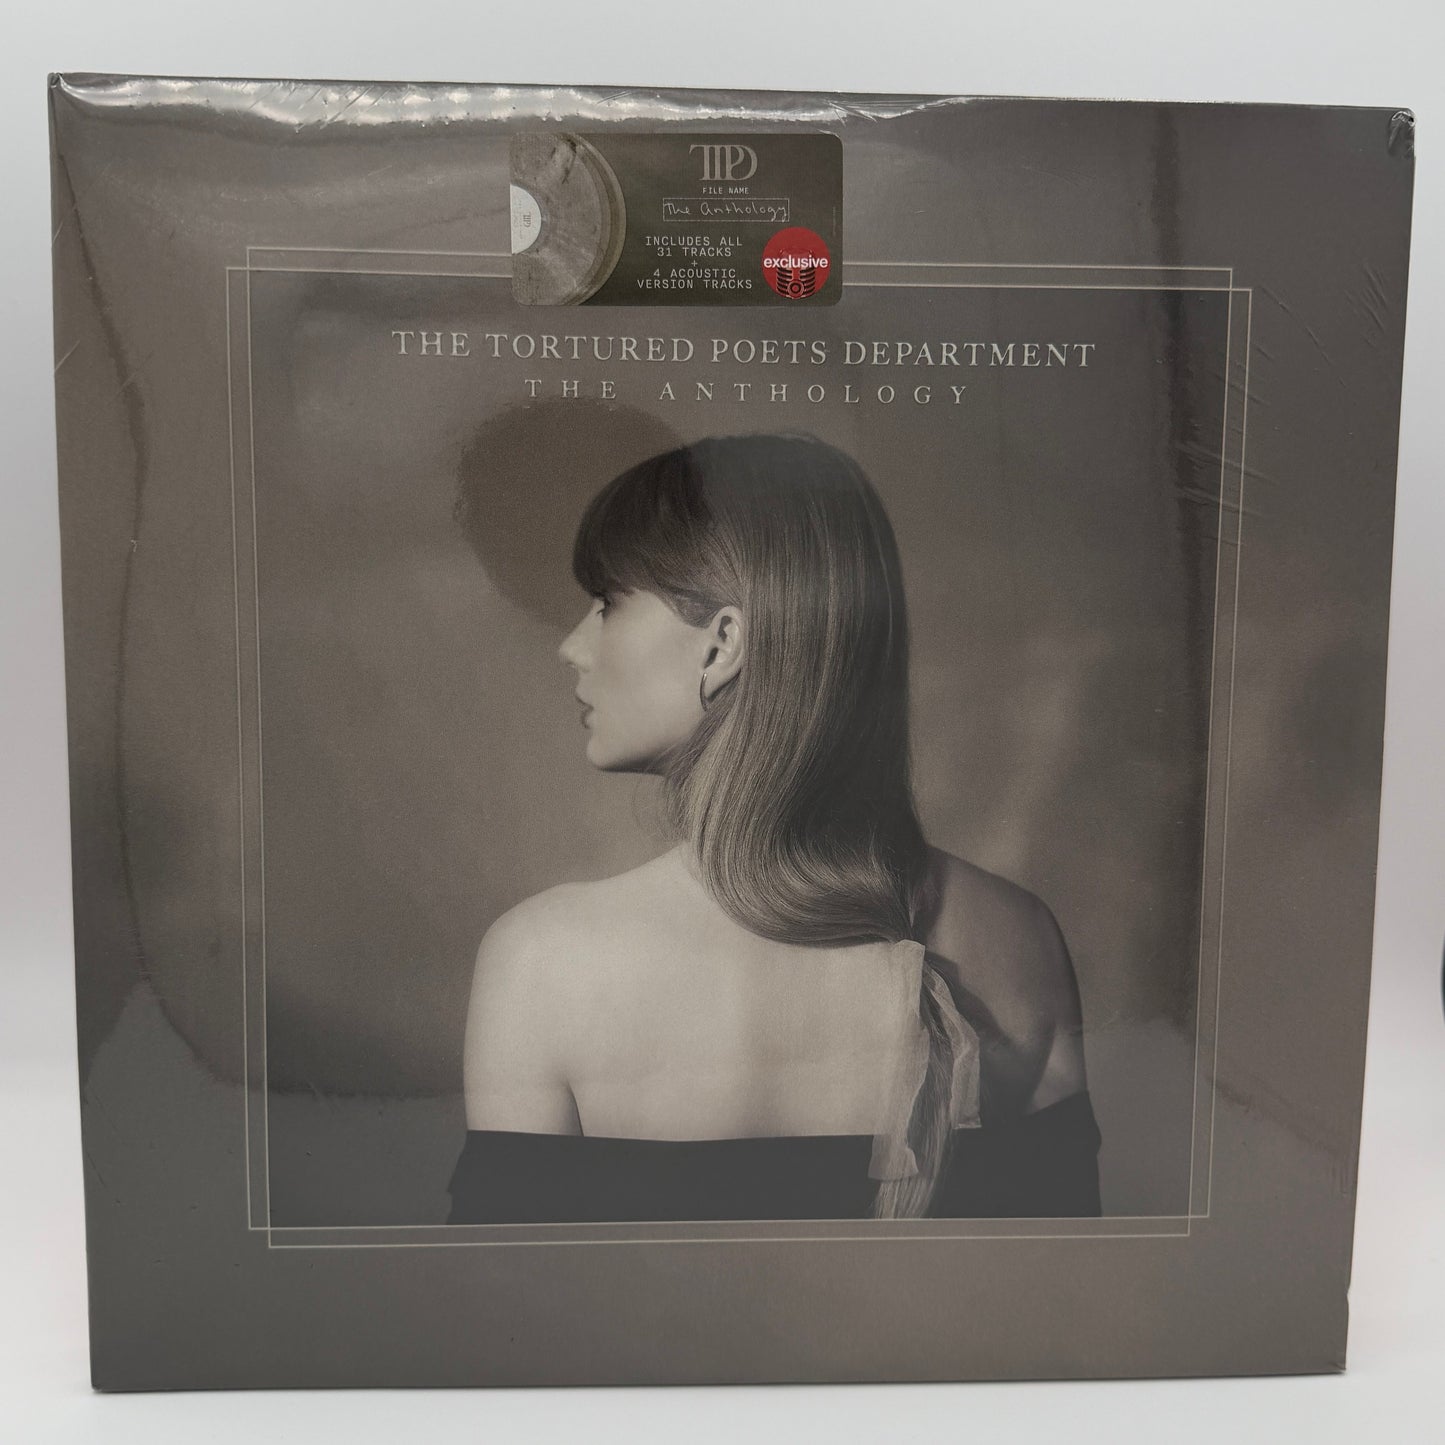 TTPD
FILE NAME
The Anthology
INCLUDES ALL
31 TRACKS
+
4 ACOUSTIC
VERSION TRACKS
exclusive
THE TORTURED POETS DEPARTMENT
THE ANTHOLOGY